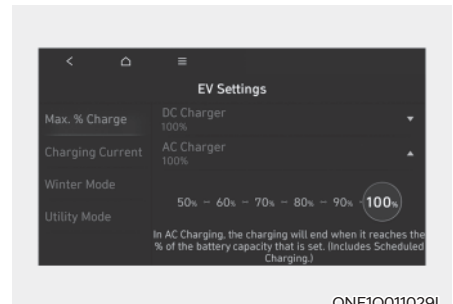 EV Settings
Max. % Charge
DC Charger
100%
Charging Current
AC Charger
100%
Winter Mode
50% - 60% - 70% - 80% - 90% - 100%
Utility Mode
In AC Charging, the charging will end when it reaches the
% of the battery capacity that is set. (Includes Scheduled
Charging.)